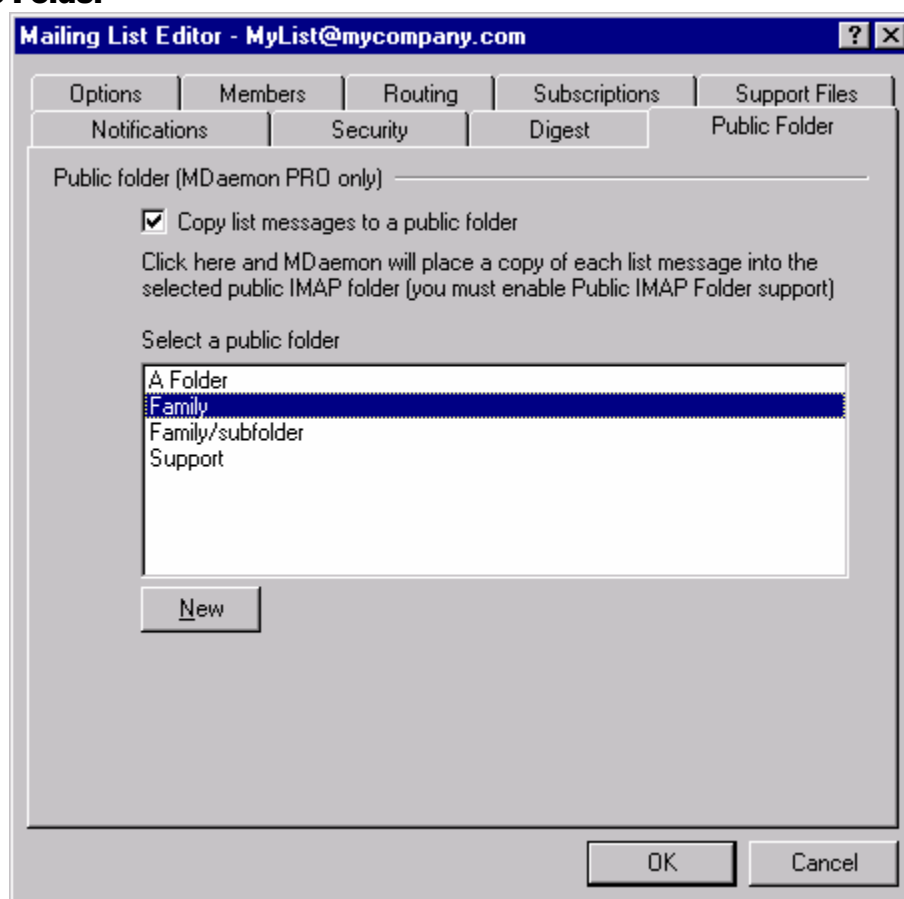 Folder
Mailing List Editor - MyList@mycompany.com
Options Members Routing Subscriptions Support Files
Notifications Security Digest Public Folder
Public folder (MDaemon PRO only)
Copy list messages to a public folder
Click here and MDaemon will place a copy of each list message into the
selected public IMAP folder (you must enable Public IMAP Folder support)
Select a public folder
A Folder
Family
Family/subfolder
Support
New
OK Cancel